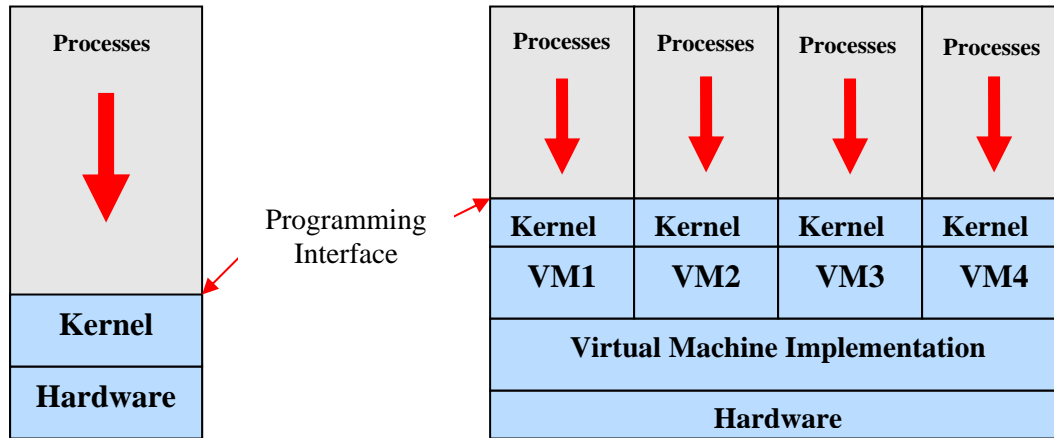 Processes
Kernel
Hardware
Programming
Interface
Processes Processes Processes Processes
Kernel Kernel Kernel Kernel
VM1 VM2 VM3 VM4
Virtual Machine Implementation
Hardware